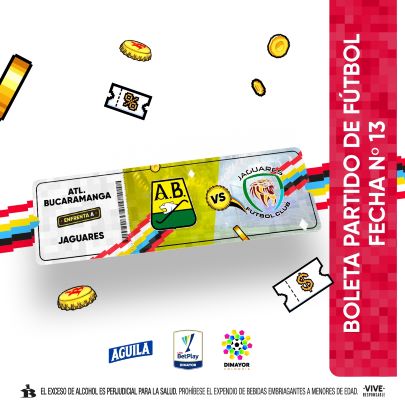 ATL.
BUCARAMANGA
ENFRENTA A
JAGUARES
A.B.
VS
JAGUARES
FUTBOL CLUB
BOLETA PARTIDO DE FÚTBOL
FECHA Nº 13
AGUILA
LIGA
BetPlay
DIMAYOR
DIMAYOR
COLOMBIA
EL EXCESO DE ALCOHOL ES PERJUDICIAL PARA LA SALUD. PROHÍBESE EL EXPENDIO DE BEBIDAS EMBRIAGANTES A MENORES DE EDAD.
-VIVE-
RESPONSABLE